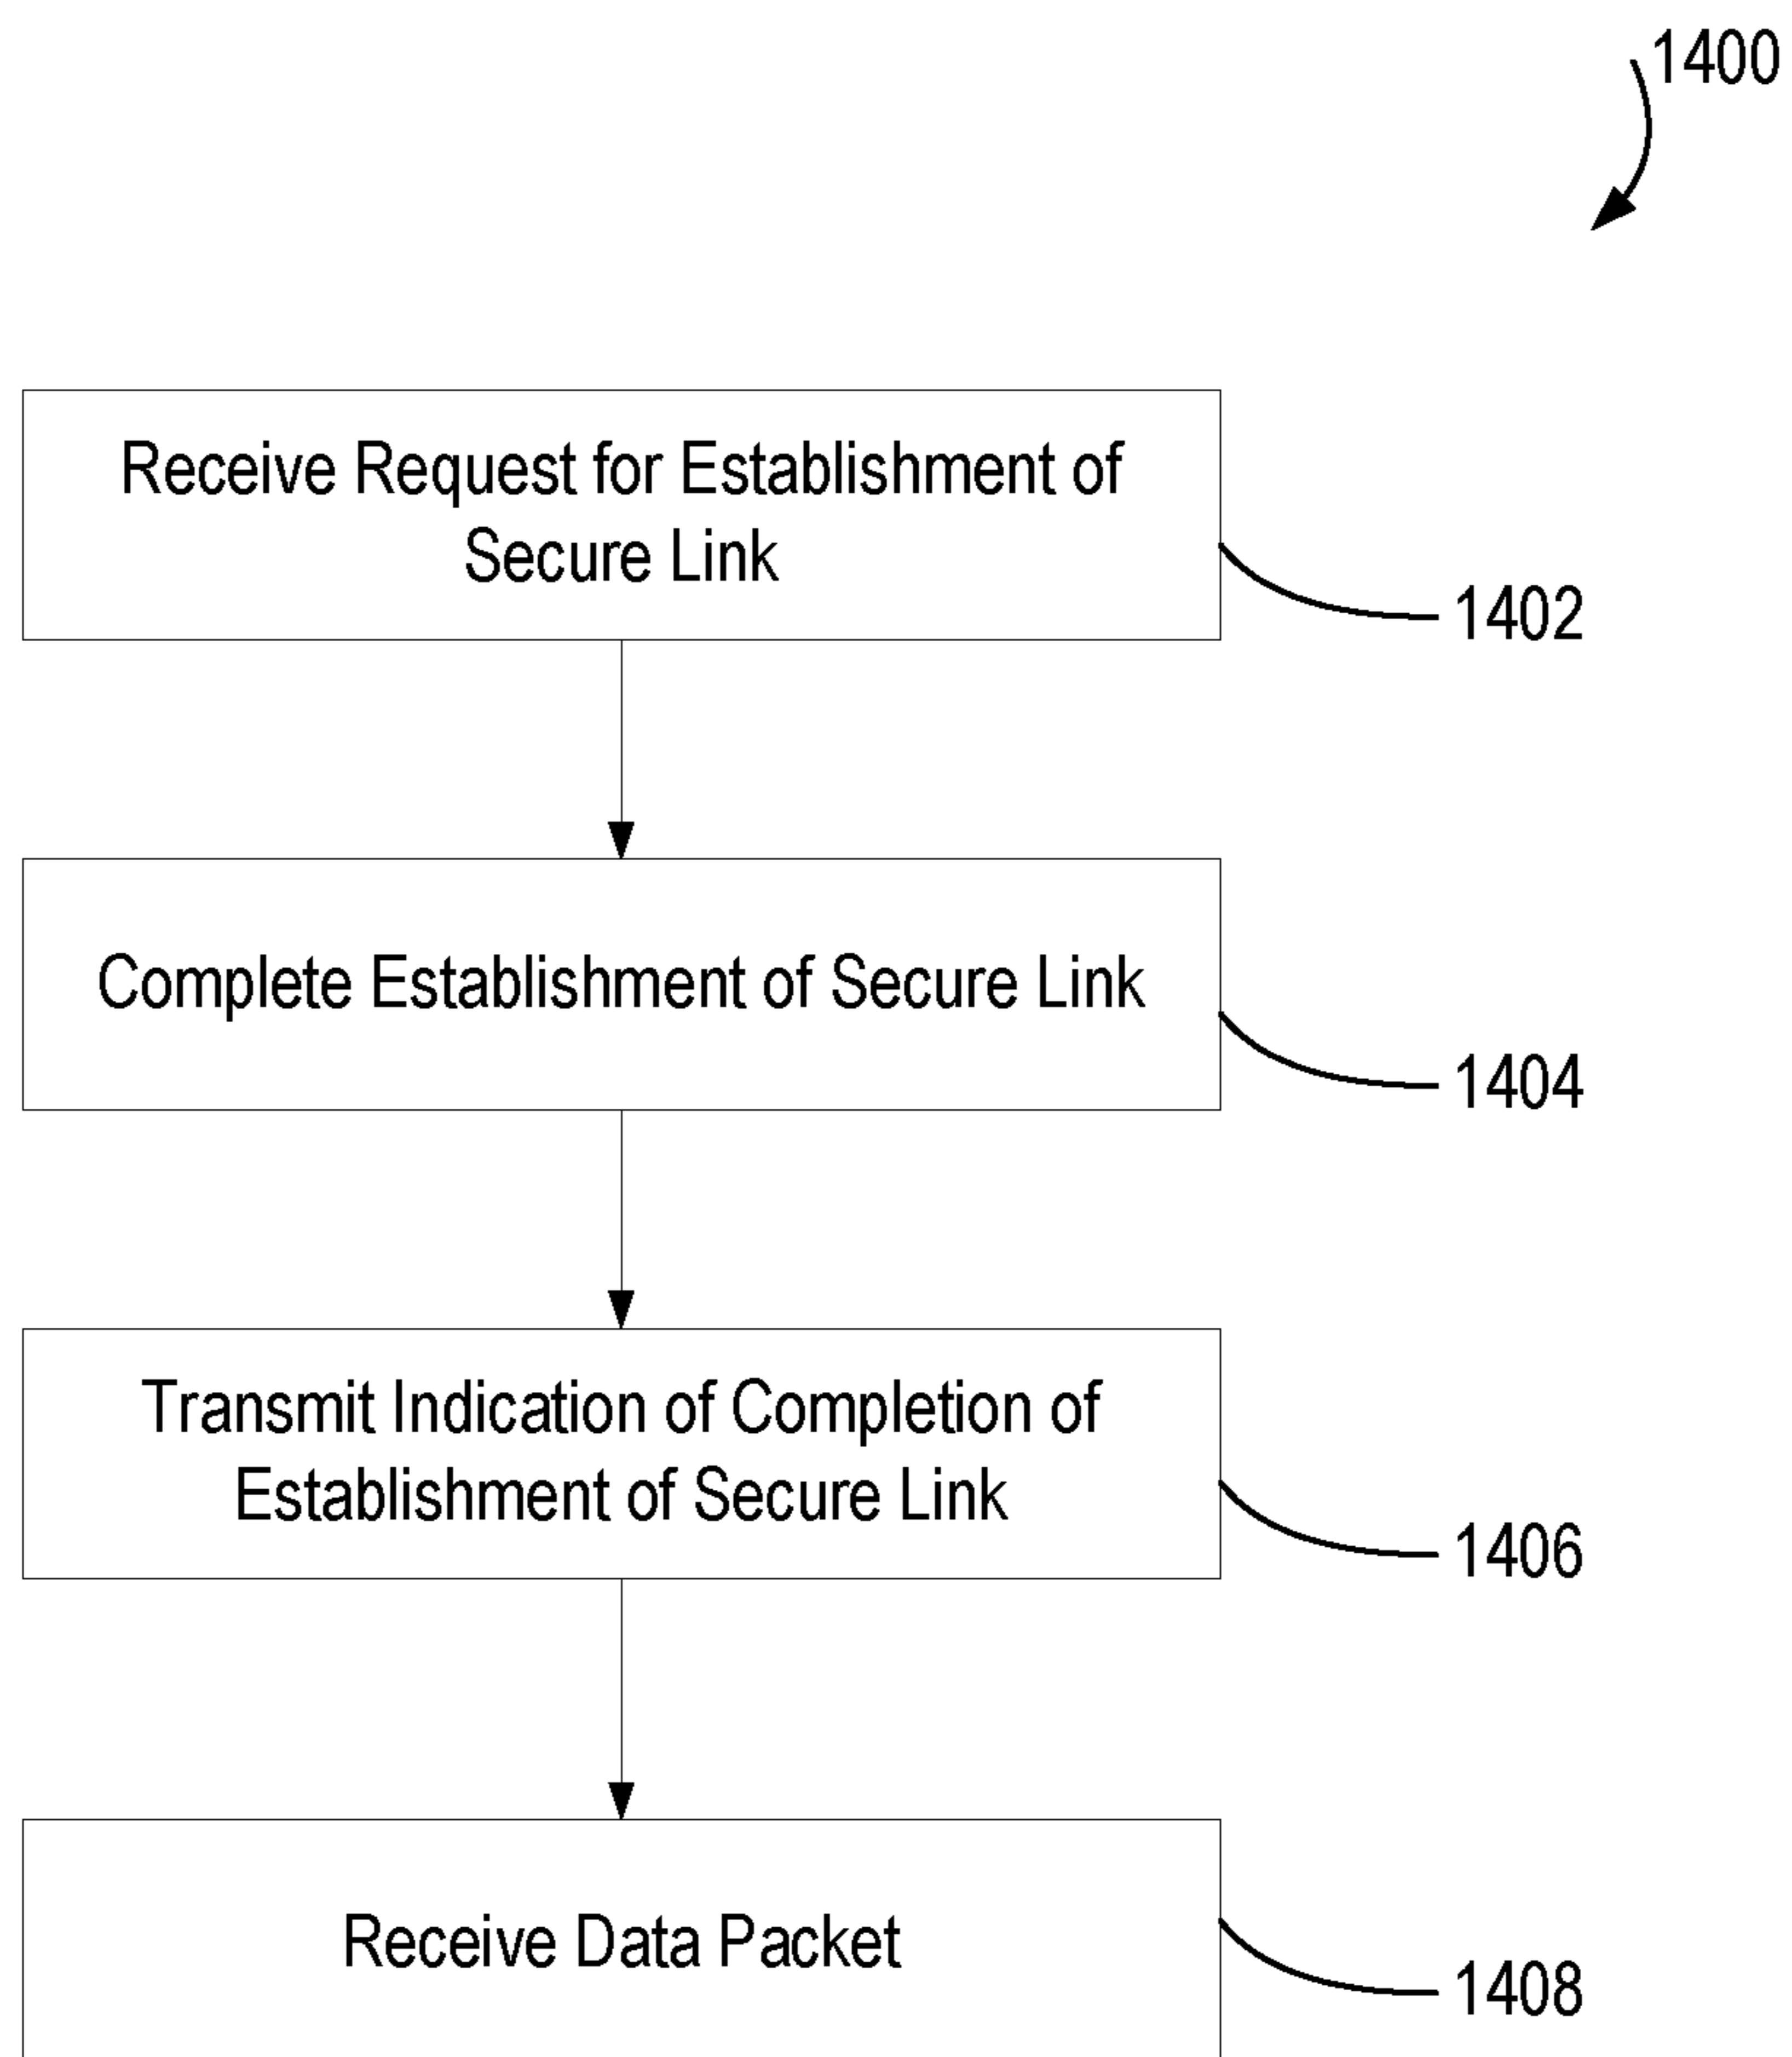 1400
Receive Request for Establishment of
Secure Link
1402
Complete Establishment of Secure Link
1404
Transmit Indication of Completion of
Establishment of Secure Link
1406
Receive Data Packet
1408